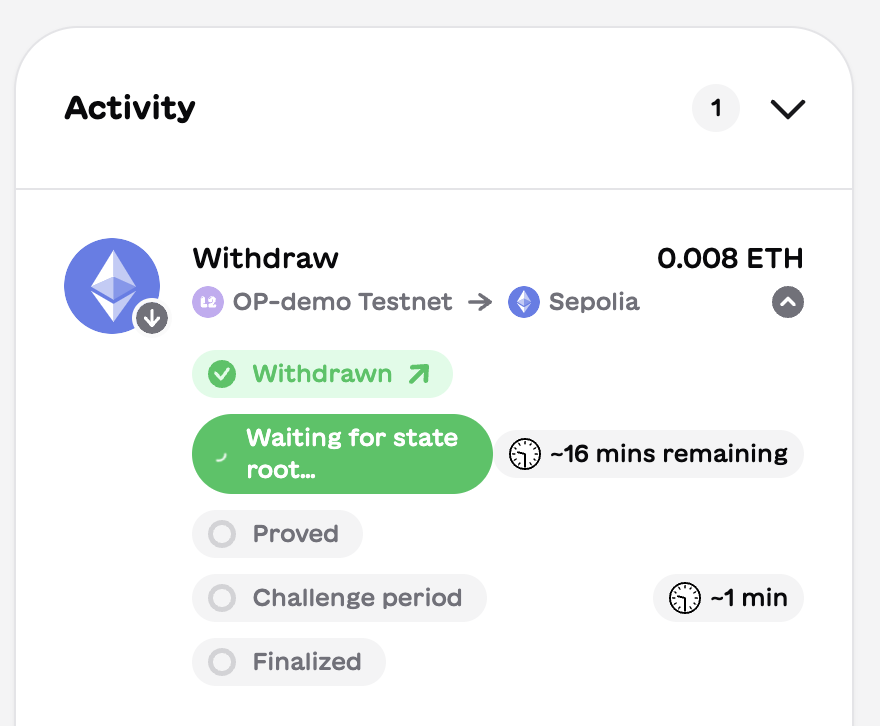 Activity
1
Withdraw
0.008 ETH
L2 OP-demo Testnet → Sepolia
Withdrawn
Waiting for state
root...
~16 mins remaining
Proved
Challenge period
~1 min
Finalized